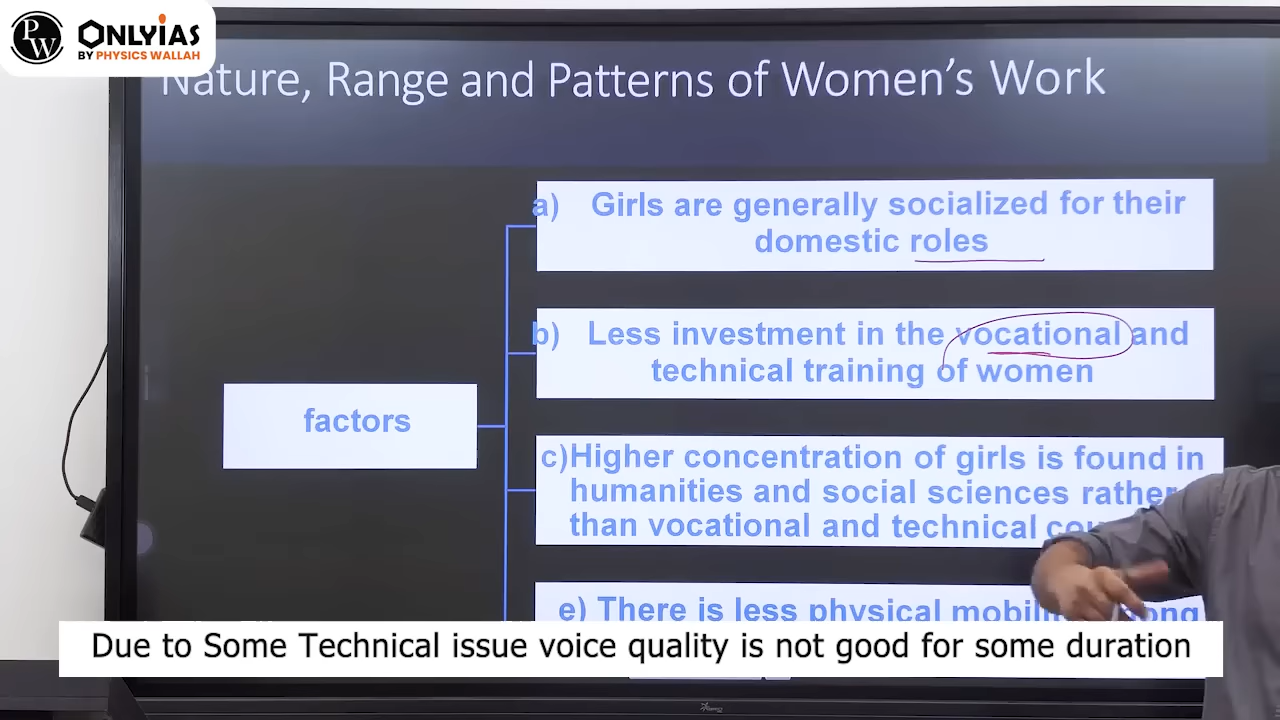 PW
ONLYIAS
BY PHYSICS WALLAH
Nature, Range and Patterns of Women's Work
a) Girls are generally socialized for their
domestic roles
b) Less investment in the vocational and
technical training of women
factors
c)Higher concentration of girls is found in
humanities and social sciences rather
than vocational and technical
e) There is less physical
Due to Some Technical issue voice quality is not good for some duration